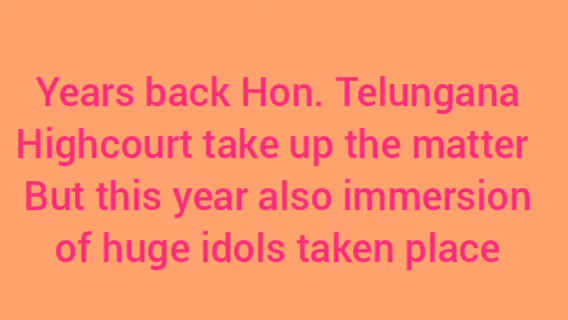 Years back Hon. Telungana
Highcourt take up the matter
But this year also immersion
of huge idols taken place